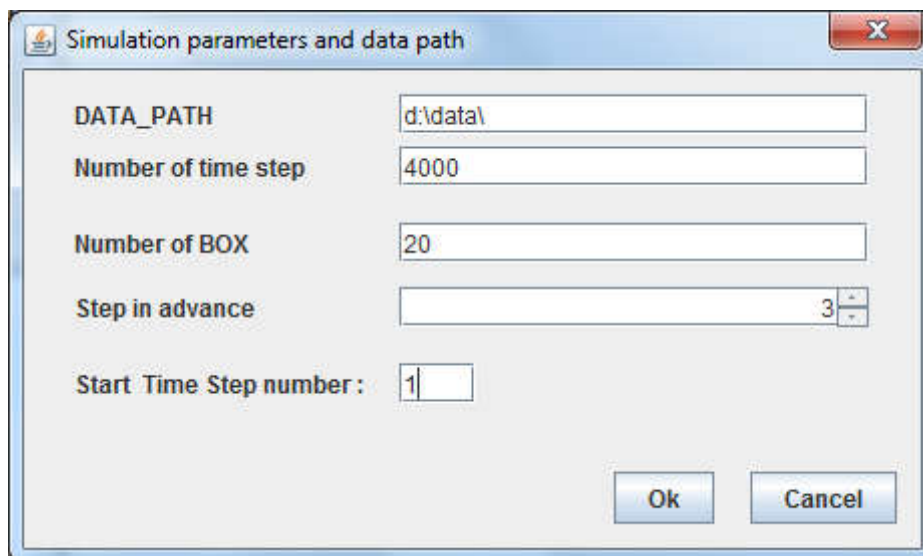 Simulation parameters and data path
DATA_PATH d:\data\
Number of time step 4000
Number of BOX 20
Step in advance 3
Start Time Step number : 1
Ok Cancel